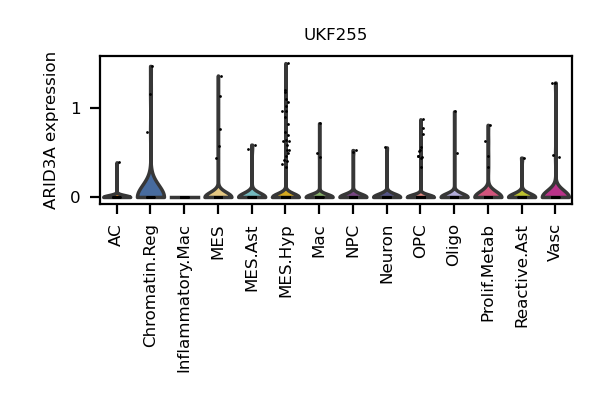 UKF255
ARID3A expression
1
0
AC
Chromatin.Reg
Inflammatory.Mac
MES
MES.Ast
MES.Hyp
Mac
NPC
Neuron
OPC
Oligo
Prolif.Metab
Reactive.Ast
Vasc